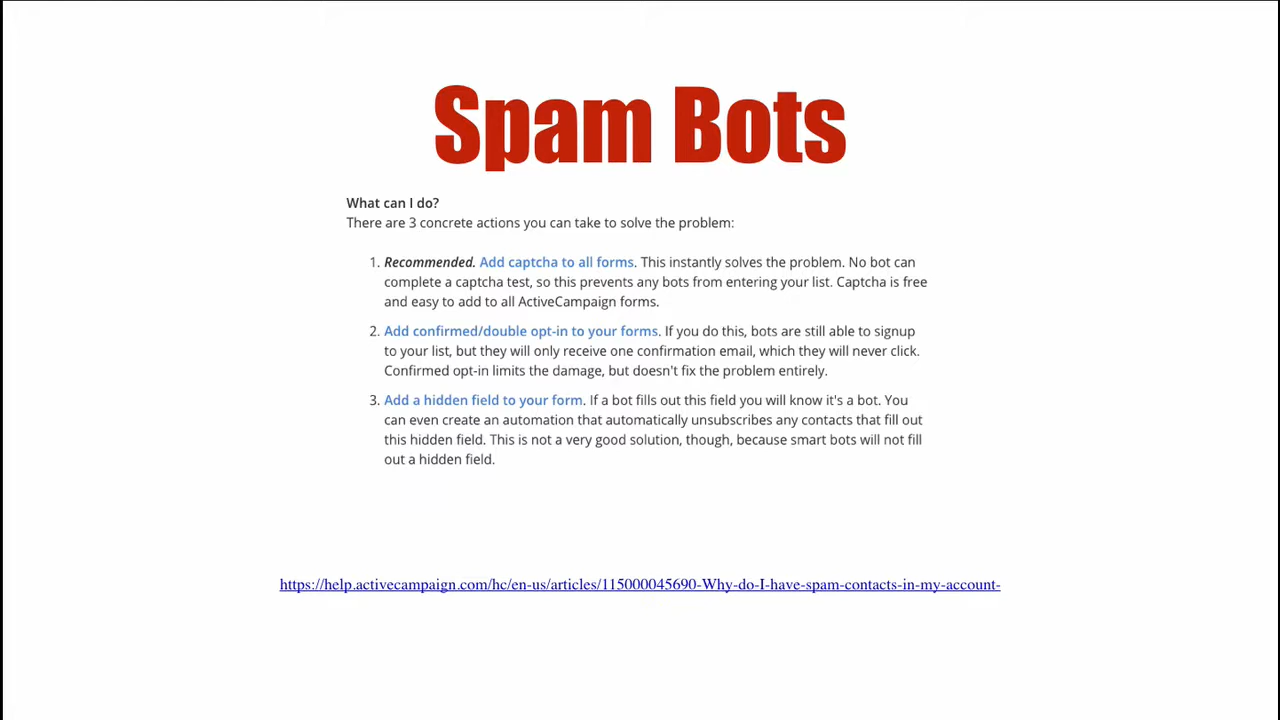 Spam Bots
What can I do?
There are 3 concrete actions you can take to solve the problem:
1. Recommended. Add captcha to all forms. This instantly solves the problem. No bot can
complete a captcha test, so this prevents any bots from entering your list. Captcha is free
and easy to add to all ActiveCampaign forms.
2. Add confirmed/double opt-in to your forms. If you do this, bots are still able to signup
to your list, but they will only receive one confirmation email, which they will never click.
Confirmed opt-in limits the damage, but doesn't fix the problem entirely.
3. Add a hidden field to your form. If a bot fills out this field you will know it's a bot. You
can even create an automation that automatically unsubscribes any contacts that fill out
this hidden field. This is not a very good solution, though, because smart bots will not fill
out a hidden field.
https://help.activecampaign.com/hc/en-us/articles/115000045690-Why-do-I-have-spam-contacts-in-my-account-